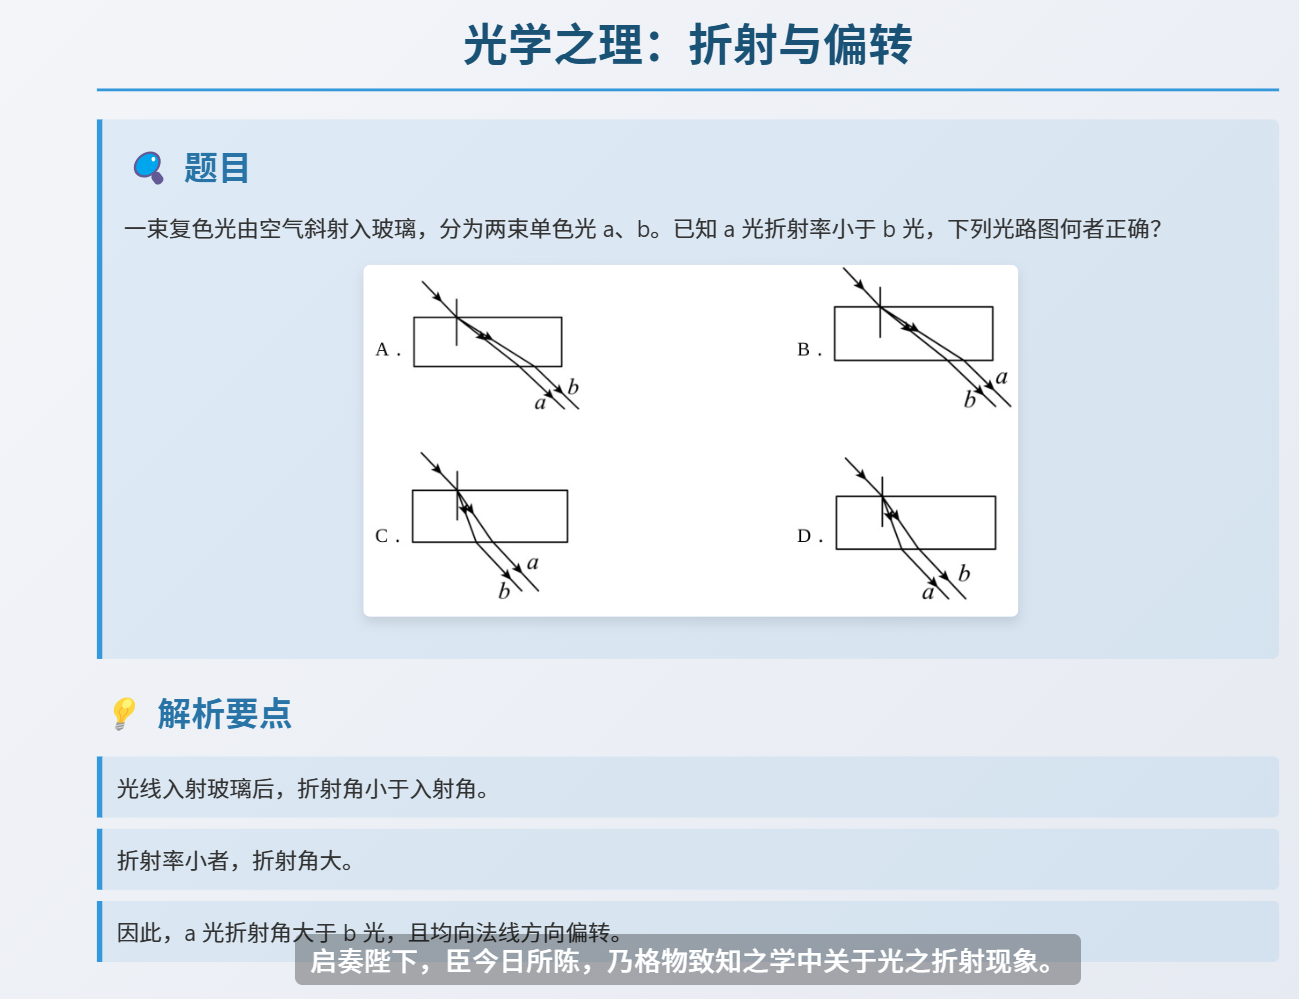 光学之理：折射与偏转
题目
一束复色光由空气斜射入玻璃，分为两束单色光 a、b。已知 a 光折射率小于 b 光，下列光路图何者正确？
A .
b
a
B .
a
b
C .
a
b
D .
b
a
解析要点
光线入射玻璃后，折射角小于入射角。
折射率小者，折射角大。
因此，a 光折射角大于 b 光，且均向法线方向偏转。
启奏陛下，臣今日所陈，乃格物致知之学中关于光之折射现象。